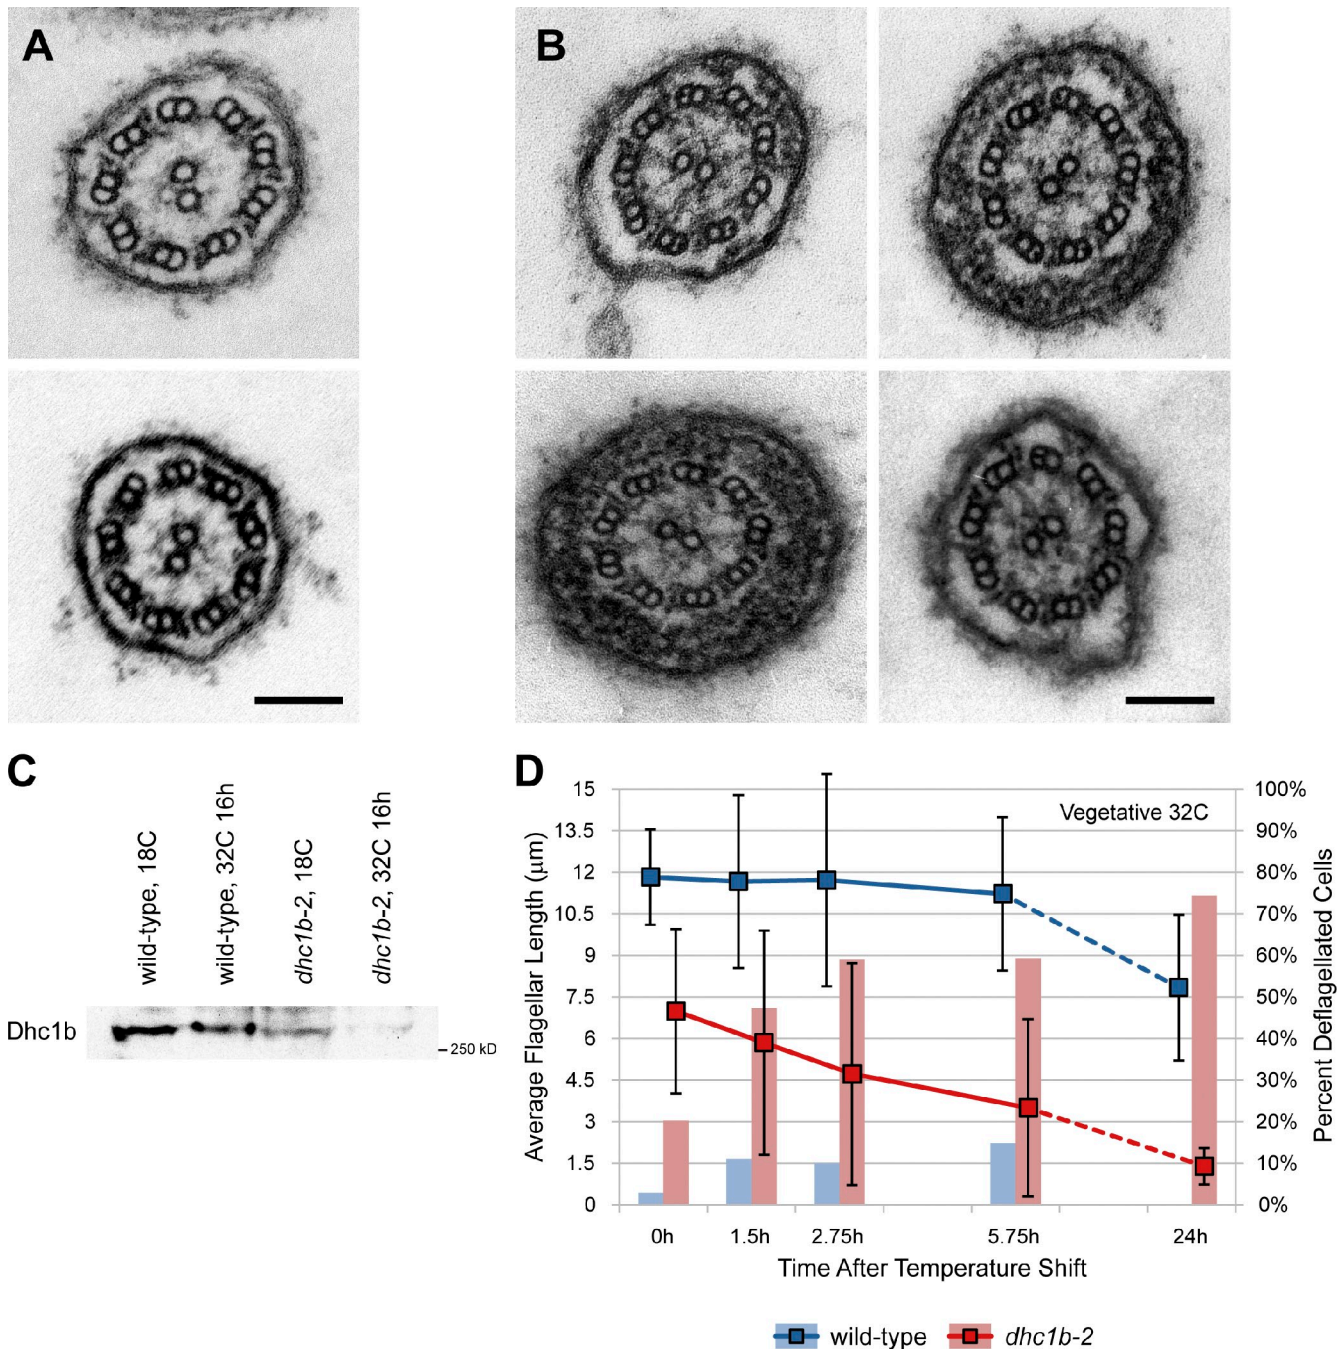 A
B
C
wild-type, 18C
wild-type, 32C 16h
dhc1b-2, 18C
dhc1b-2, 32C 16h
Dhc1b
– 250 kD
D
Vegetative 32C
Average Flagellar Length (µm)
15
13.5
12
10.5
9
7.5
6
4.5
3
1.5
0
100%
90%
80%
70%
60%
50%
40%
30%
20%
10%
0%
Percent Deflagellated Cells
0h 1.5h 2.75h 5.75h 24h
Time After Temperature Shift
wild-type dhc1b-2